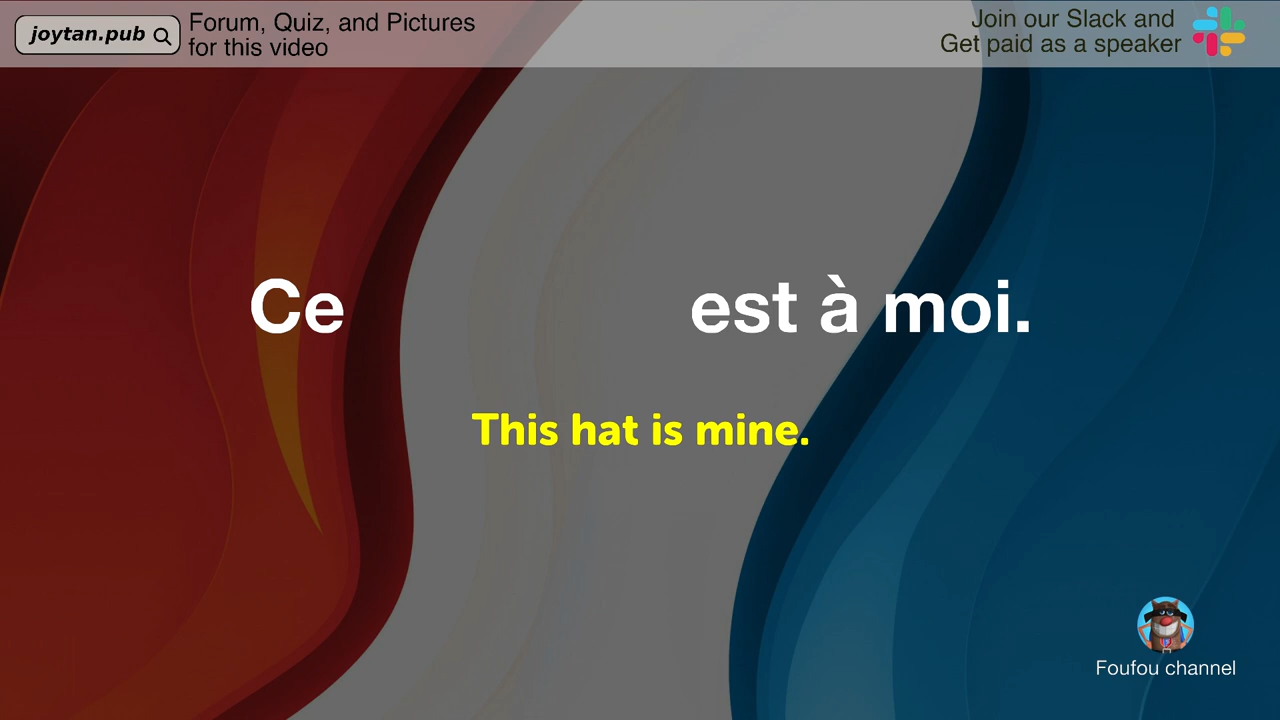 joytan.pub
Forum, Quiz, and Pictures
for this video
Join our Slack and
Get paid as a speaker
Ce est à moi.
This hat is mine.
Foufou channel